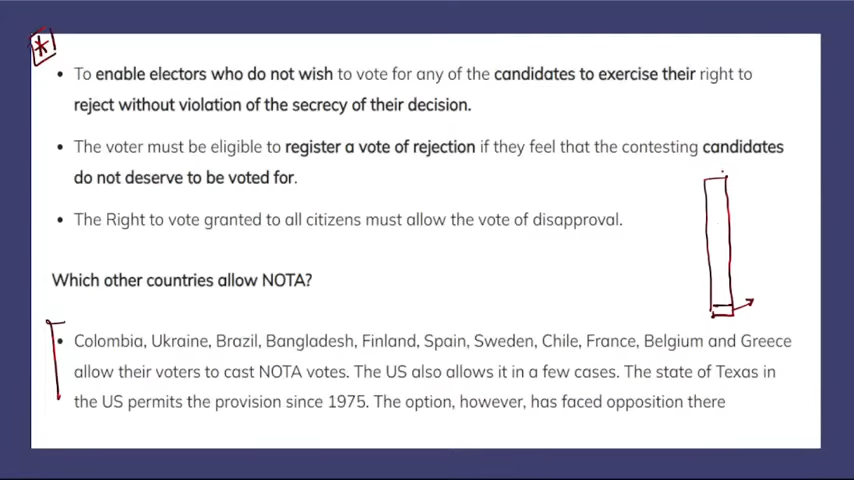 • To enable electors who do not wish to vote for any of the candidates to exercise their right to
reject without violation of the secrecy of their decision.
• The voter must be eligible to register a vote of rejection if they feel that the contesting candidates
do not deserve to be voted for.
• The Right to vote granted to all citizens must allow the vote of disapproval.
Which other countries allow NOTA?
• Colombia, Ukraine, Brazil, Bangladesh, Finland, Spain, Sweden, Chile, France, Belgium and Greece
allow their voters to cast NOTA votes. The US also allows it in a few cases. The state of Texas in
the US permits the provision since 1975. The option, however, has faced opposition there